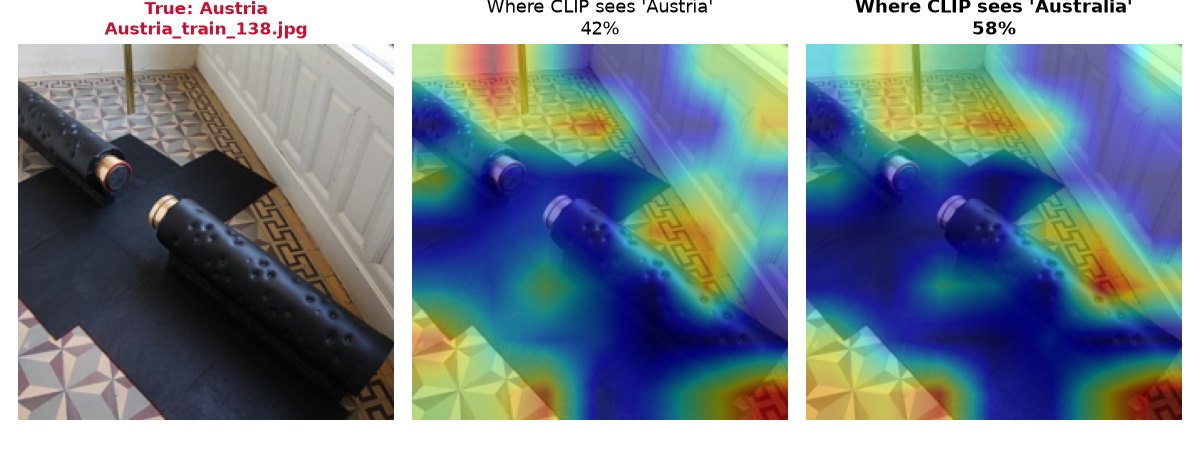 True: Austria
Austria_train_138.jpg
Where CLIP sees 'Austria'
42%
Where CLIP sees 'Australia'
58%